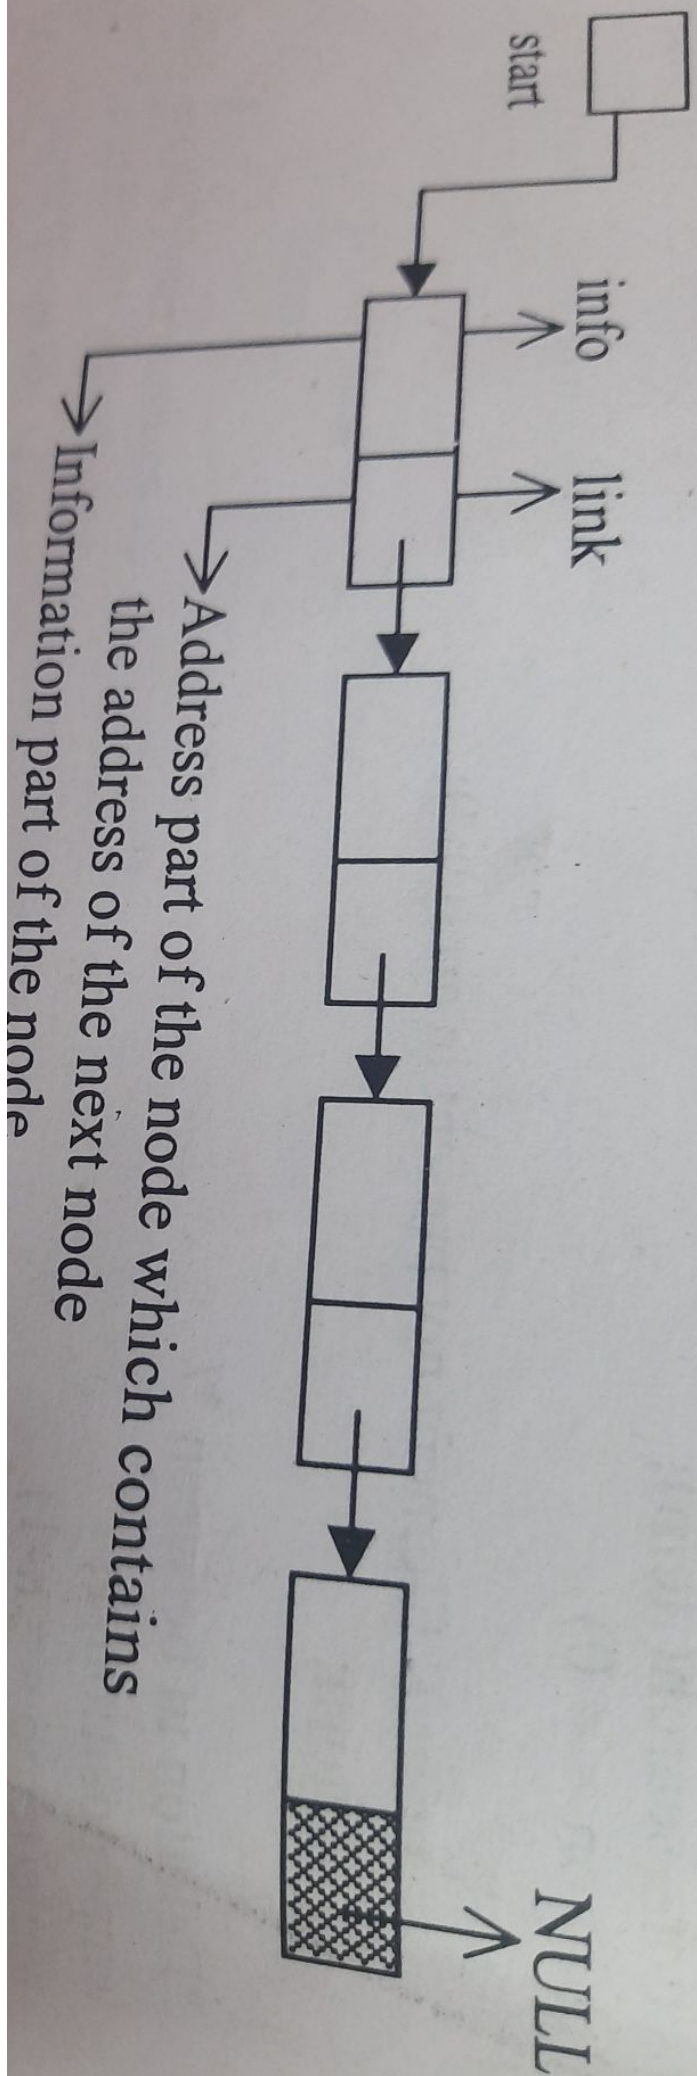 start
info
link
NULL
Address part of the node which contains
the address of the next node
Information part of the node